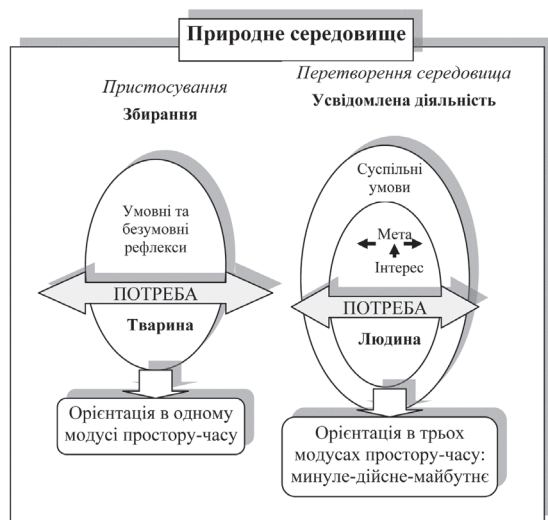 Природне середовище
Пристосування
Збирання
Перетворення середовища
Усвідомлена діяльність
Умовні та
безумовні
рефлекси
ПОТРЕБА
Тварина
Орієнтація в одному
модусі простору-часу
Суспільні
умови
Мета
Інтерес
ПОТРЕБА
Людина
Орієнтація в трьох
модусах простору-часу:
минуле-дійсне-майбутнє